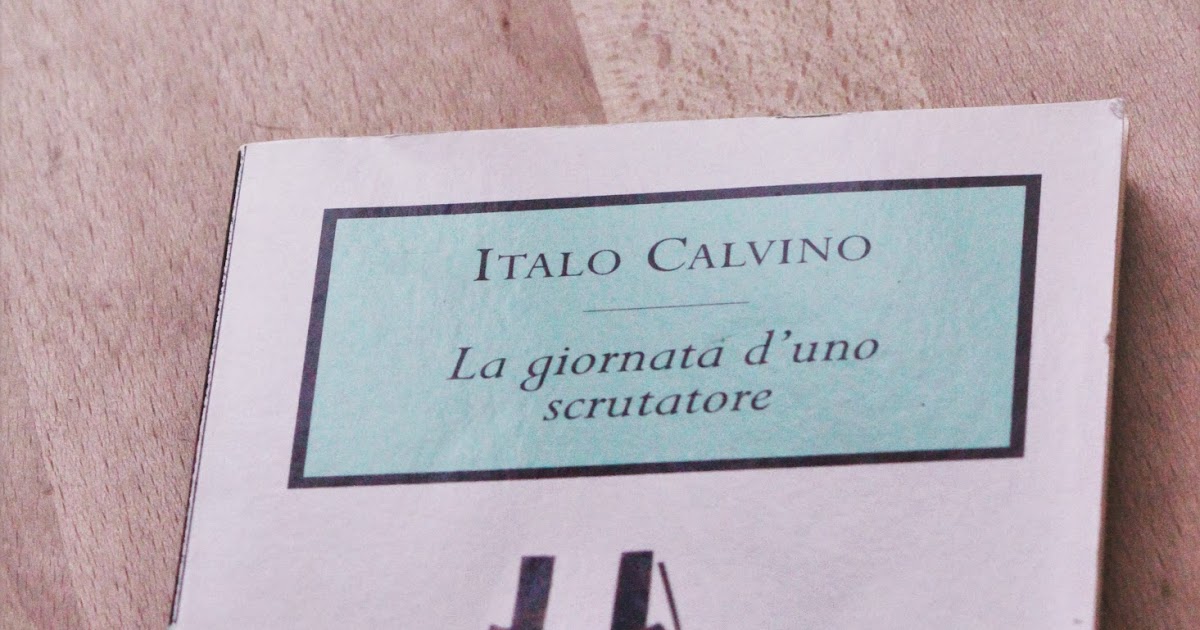 ITALO CALVINO
La giornata d'uno
scrutatore